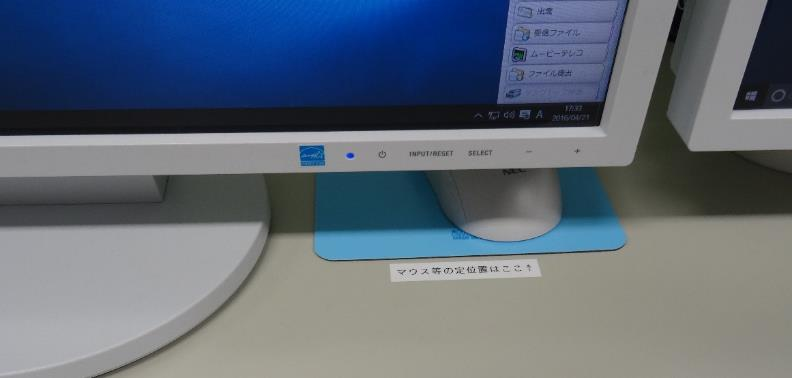 出席
受信ファイル
ムービーテレコ
ファイル提出
A
17:33
2016/04/21
INPUT/RESET
SELECT
−
+
NEC
マウス等の定位置はここ↑